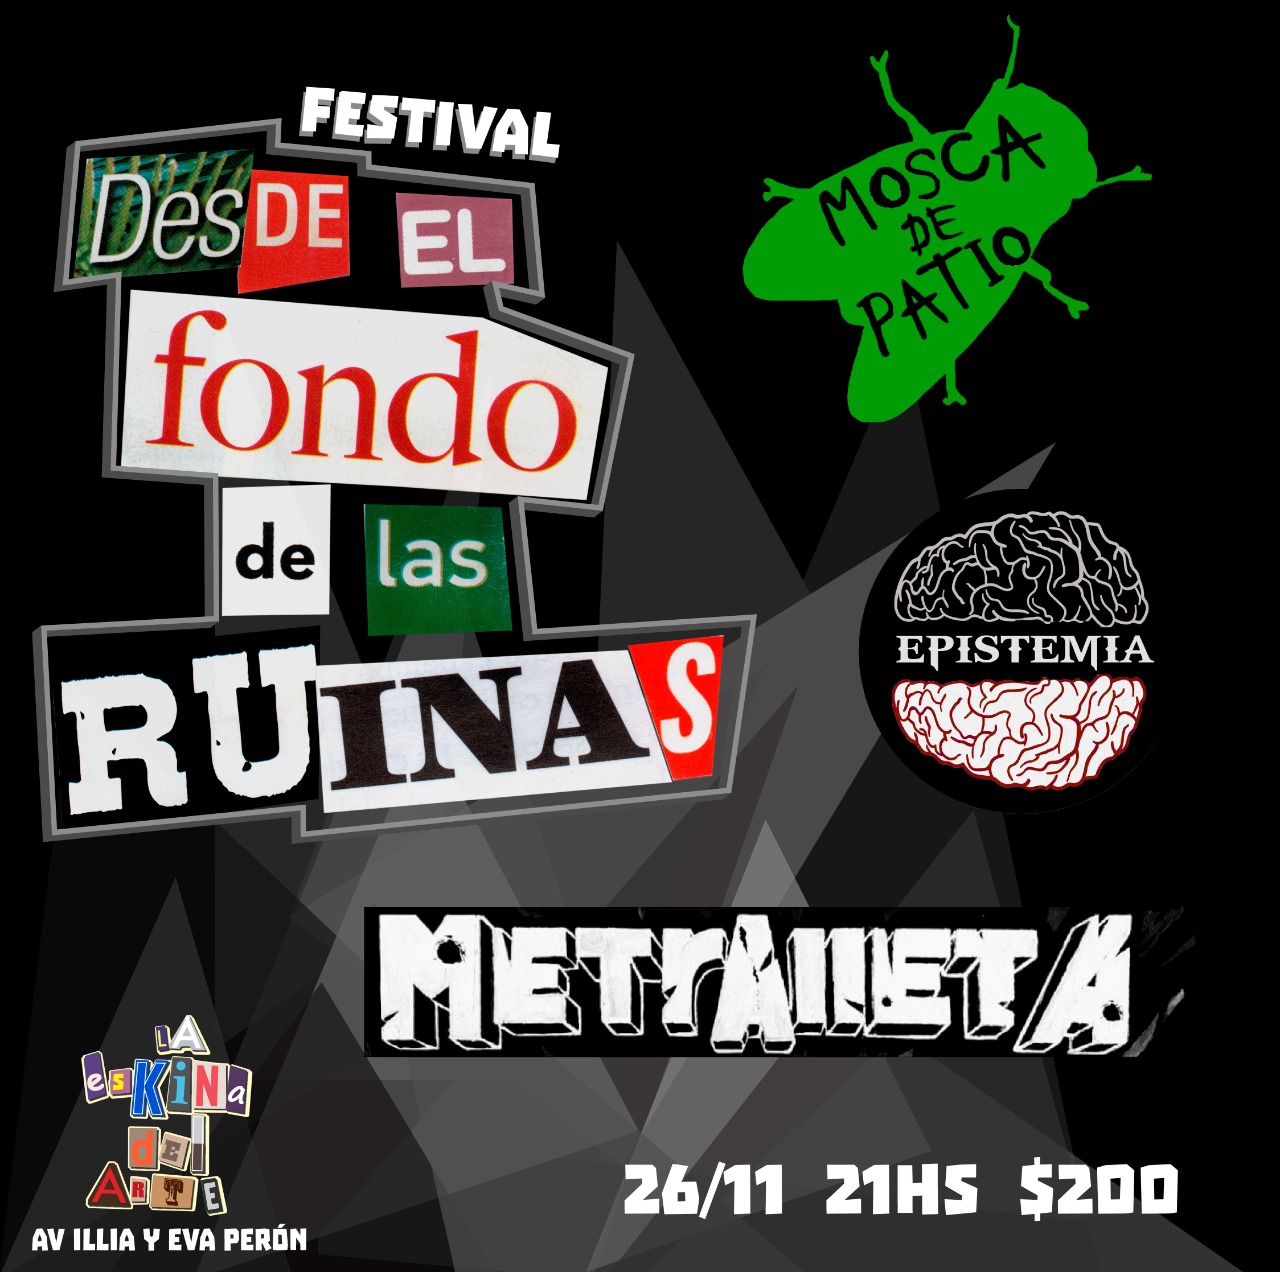 FESTIVAL
DesDE EL
fondo
de las
RUINAS
MOSCA
DE
PATIO
EPISTEMIA
METrAllETA
LA
esKiNa
del
ArTE
AV ILLIA Y EVA PERÓN
26/11 21HS $200